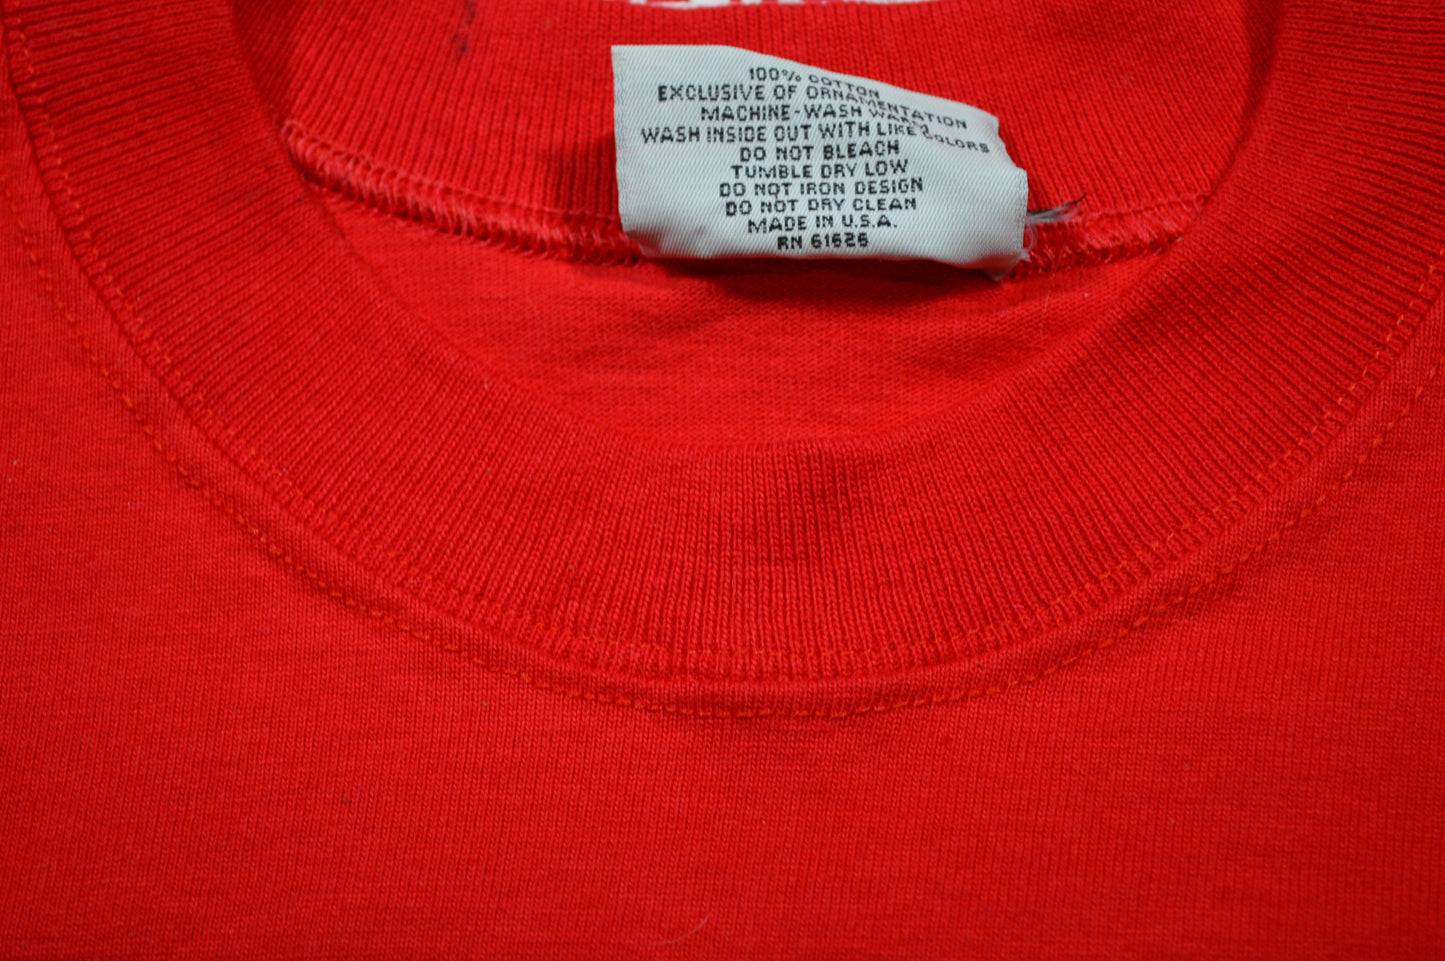 100% COTTON
EXCLUSIVE OF ORNAMENTATION
MACHINE-WASH WARM
WASH INSIDE OUT WITH LIKE COLORS
DO NOT BLEACH
TUMBLE DRY LOW
DO NOT IRON DESIGN
DO NOT DRY CLEAN
MADE IN U.S.A.
RN 61626